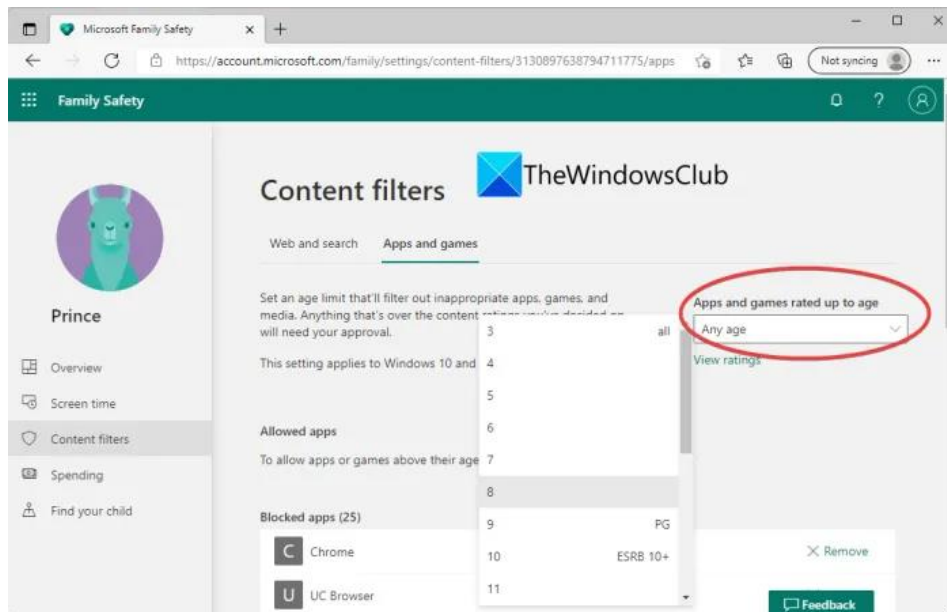 Microsoft Family Safety
https://account.microsoft.com/family/settings/content-filters/3130897638794711775/apps
Not syncing
Family Safety
?
TheWindowsClub
Content filters
Web and search
Apps and games
Set an age limit that'll filter out inappropriate apps, games, and
media. Anything that's over the content
will need your approval.
This setting applies to Windows 10 and
Apps and games rated up to age
Any age
View ratings
Prince
Overview
Screen time
Content filters
Spending
Find your child
Allowed apps
To allow apps or games above their age
3 all
4
5
6
7
8
9 PG
10 ESRB 10+
11
Blocked apps (25)
C Chrome
Remove
U UC Browser
Feedback